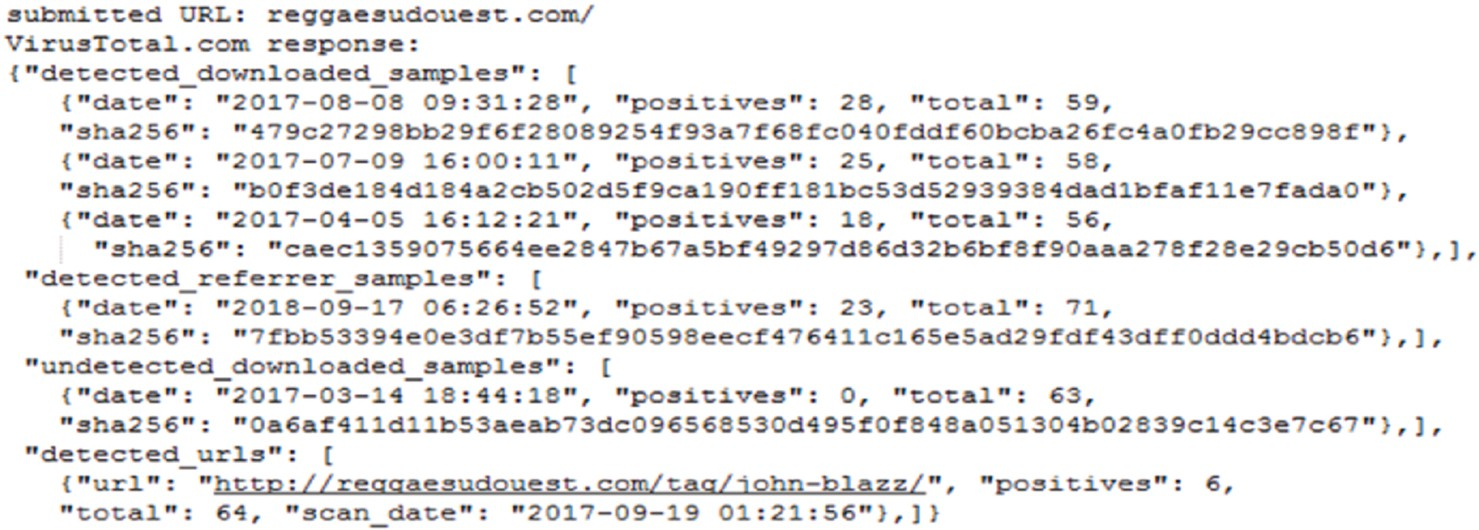 submitted URL: reggaesudouest.com/
VirusTotal.com response:
{"detected_downloaded_samples": [
{"date": "2017-08-08 09:31:28", "positives": 28, "total": 59,
"sha256": "479c27298bb29f6f28089254f93a7f68fc040fddf60bcba26fc4a0fb29cc898f"},
{"date": "2017-07-09 16:00:11", "positives": 25, "total": 58,
"sha256": "b0f3de184d184a2cb502d5f9ca190ff181bc53d52939384dad1bfaf11e7fada0"},
{"date": "2017-04-05 16:12:21", "positives": 18, "total": 56,
"sha256": "caec1359075664ee2847b67a5bf49297d86d32b6bf8f90aaa278f28e29cb50d6"},],
"detected_referrer_samples": [
{"date": "2018-09-17 06:26:52", "positives": 23, "total": 71,
"sha256": "7fbb53394e0e3df7b55ef90598eecf476411c165e5ad29fdf43dff0ddd4bdcb6"},],
"undetected_downloaded_samples": [
{"date": "2017-03-14 18:44:18", "positives": 0, "total": 63,
"sha256": "0a6af411d11b53aeab73dc096568530d495f0f848a051304b02839c14c3e7c67"},],
"detected_urls": [
{"url": "http://reggaesudouest.com/tag/john-blazz/", "positives": 6,
"total": 64, "scan_date": "2017-09-19 01:21:56"},]}